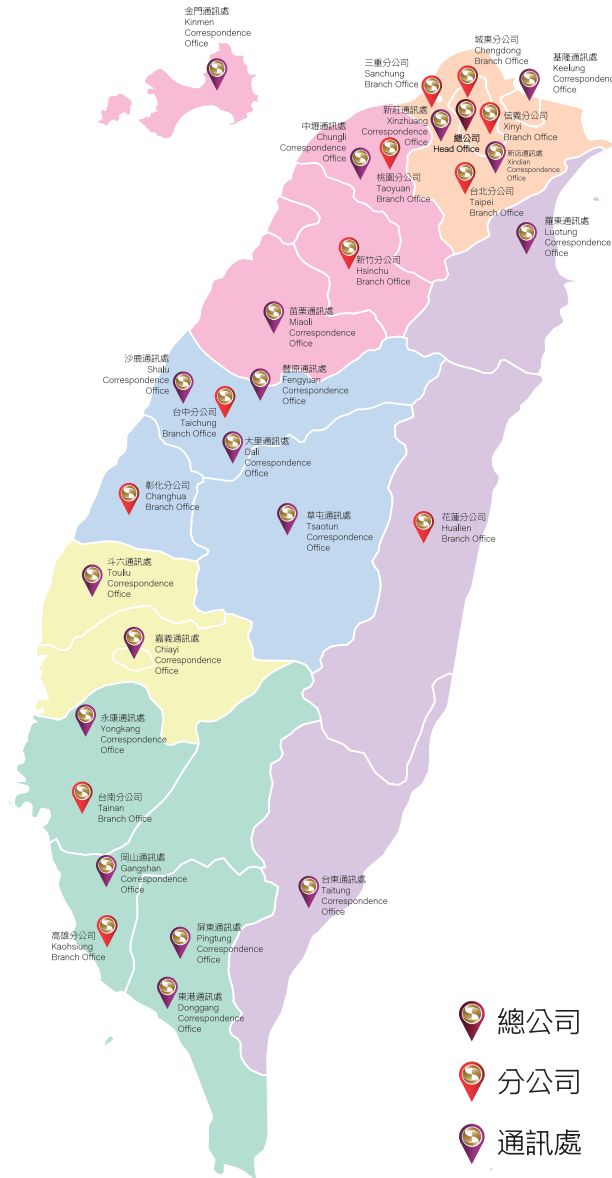 金門通訊處
Kinmen
Correspondence
Office
城東分公司
Chengdong
Branch Office
基隆通訊處
Keelung
Correspondence
Office
三重分公司
Sanchung
Branch Office
新莊通訊處
Xinzhuang
Correspondence
Office
總公司
Head Office
信義分公司
Xinyi
Branch Office
新店通訊處
Xindian
Correspondence
Office
中壢通訊處
Chungli
Correspondence
Office
桃園分公司
Taoyuan
Branch Office
台北分公司
Taipei
Branch Office
羅東通訊處
Luotung
Correspondence
Office
新竹分公司
Hsinchu
Branch Office
苗栗通訊處
Miaoli
Correspondence
Office
沙鹿通訊處
Shalu
Correspondence
Office
豐原通訊處
Fengyuan
Correspondence
Office
台中分公司
Taichung
Branch Office
大里通訊處
Dali
Correspondence
Office
彰化分公司
Changhua
Branch Office
草屯通訊處
Tsaotun
Correspondence
Office
花蓮分公司
Hualien
Branch Office
斗六通訊處
Touliu
Correspondence
Office
嘉義通訊處
Chiayi
Correspondence
Office
永康通訊處
Yongkang
Correspondence
Office
台南分公司
Tainan
Branch Office
岡山通訊處
Gangshan
Correspondence
Office
台東通訊處
Taitung
Correspondence
Office
高雄分公司
Kaohsiung
Branch Office
屏東通訊處
Pingtung
Correspondence
Office
東港通訊處
Donggang
Correspondence
Office
總公司
分公司
通訊處